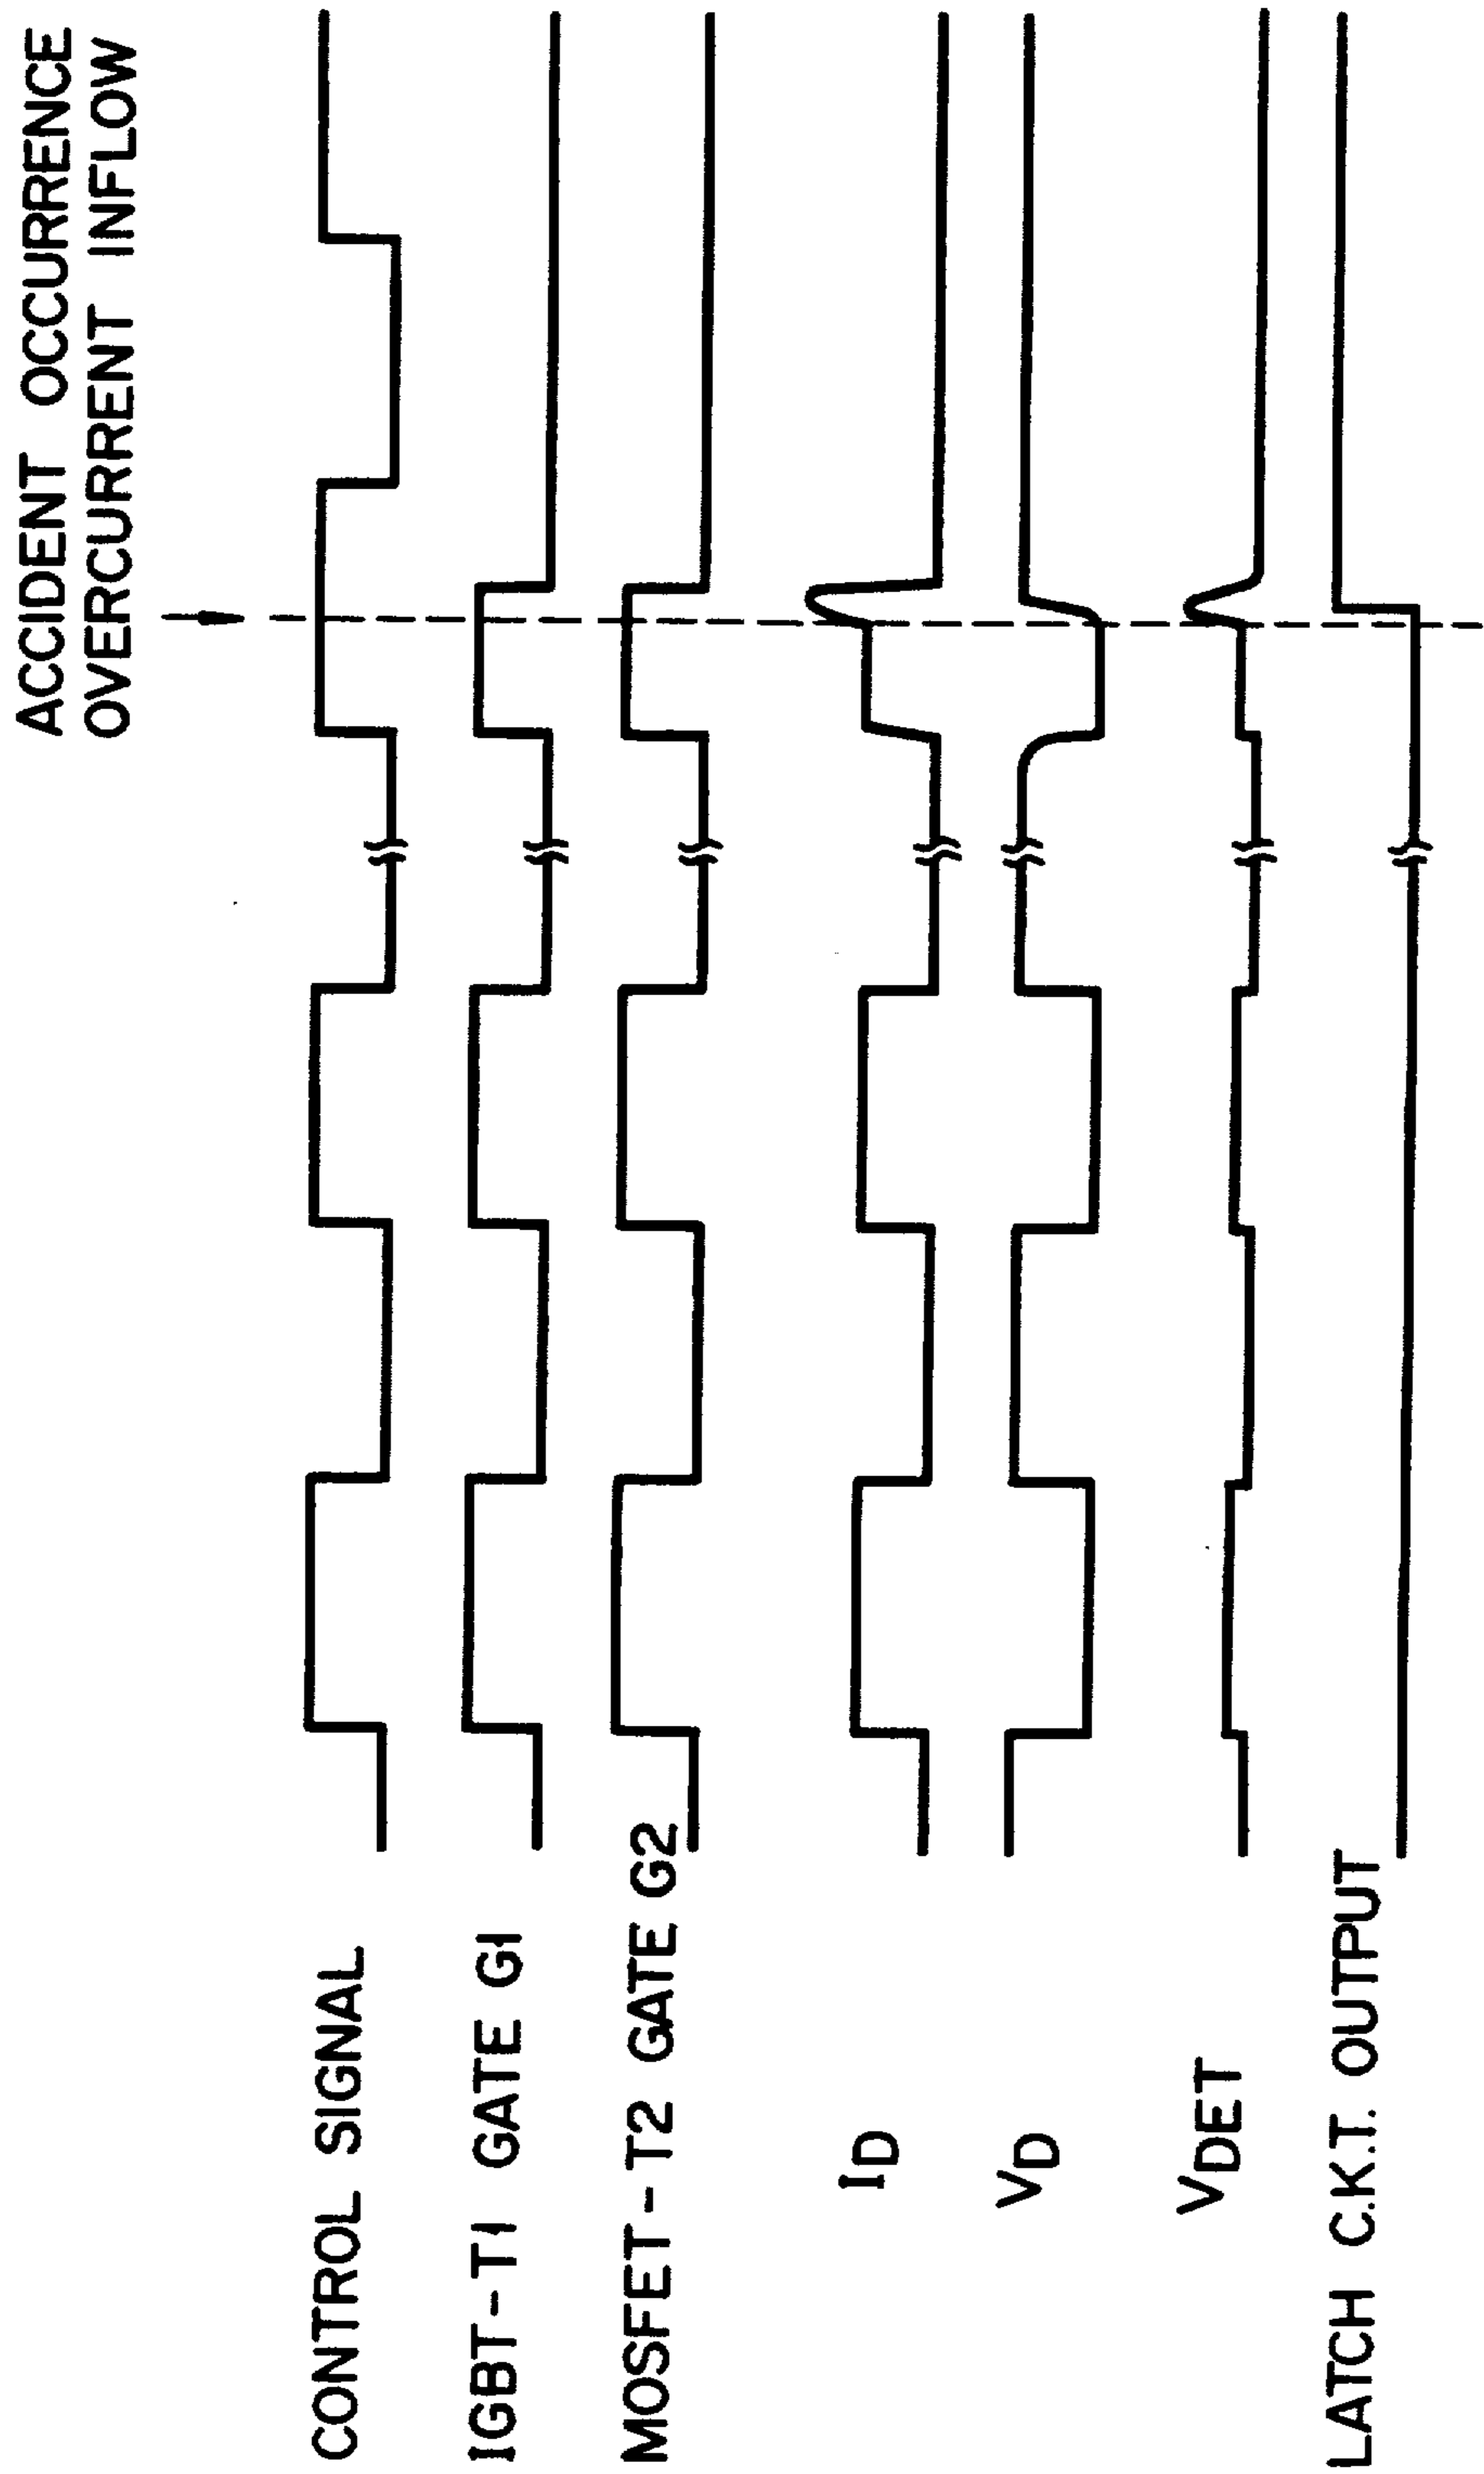 ACCIDENT OCCURRENCE
OVERCURRENT INFLOW
CONTROL SIGNAL
IGBT-T1 GATE G1
MOSFET-T2 GATE G2
ID
VD
VDET
LATCH C.K.T. OUTPUT